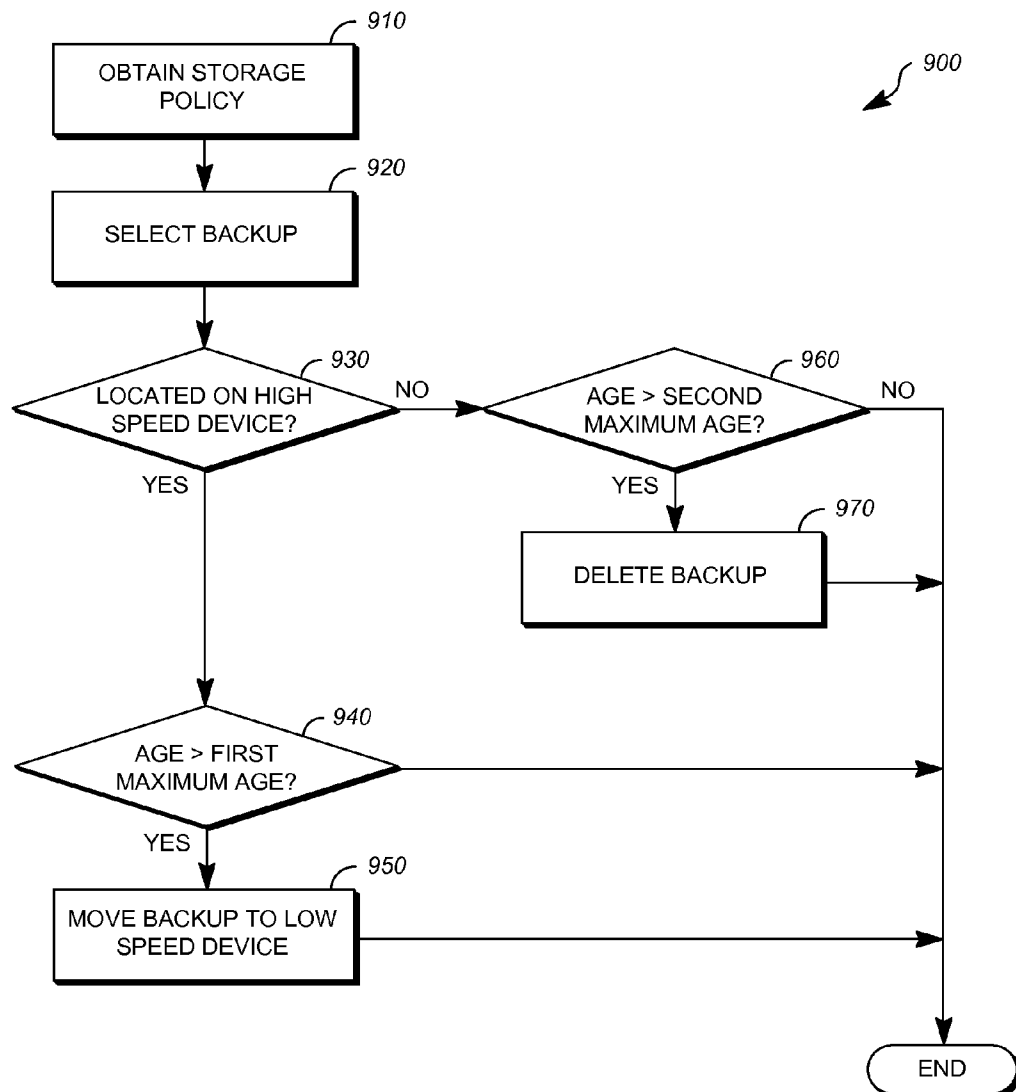 910
OBTAIN STORAGE
POLICY
900
920
SELECT BACKUP
930
LOCATED ON HIGH
SPEED DEVICE?
NO
YES
960
AGE > SECOND
MAXIMUM AGE?
NO
YES
970
DELETE BACKUP
940
AGE > FIRST
MAXIMUM AGE?
YES
950
MOVE BACKUP TO LOW
SPEED DEVICE
END